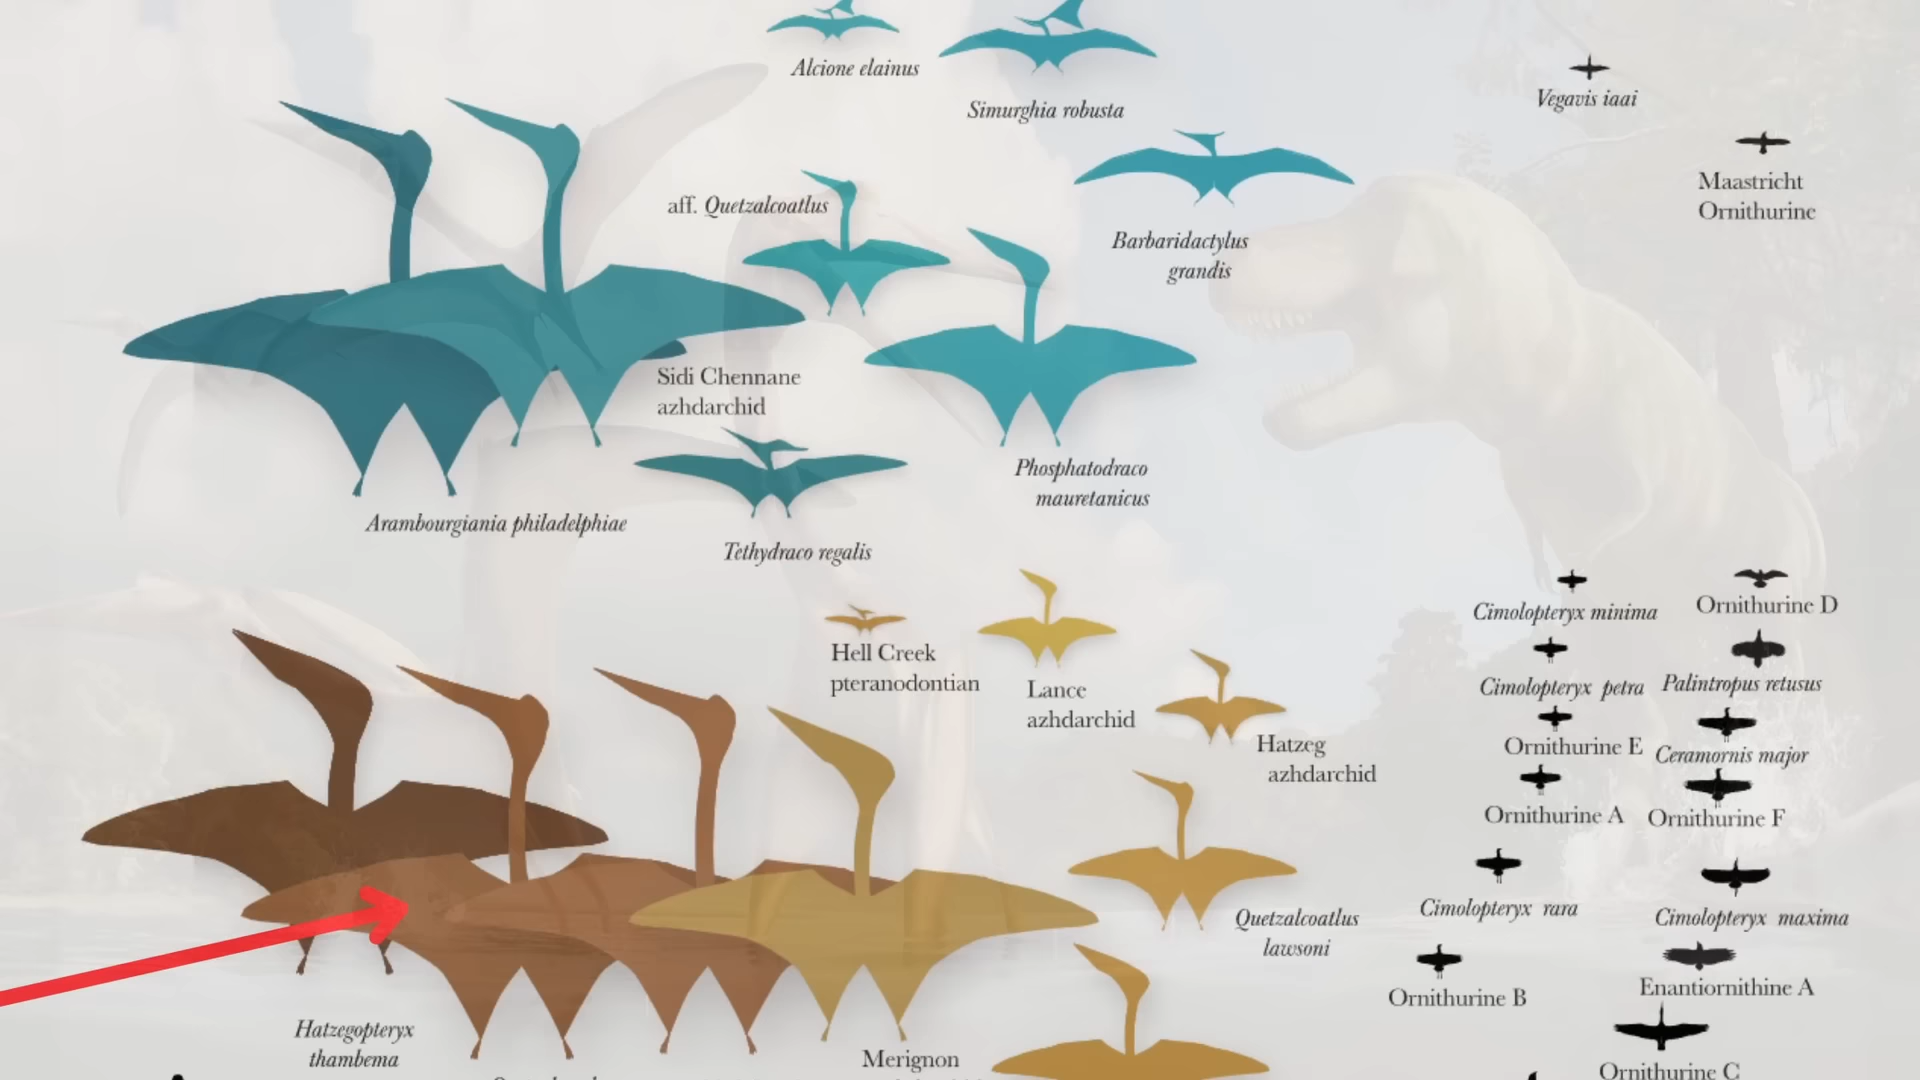 Alcione elainus
Simurghia robusta
Vegavis iaai
Maastricht
Ornithurine
aff. Quetzalcoatlus
Barbaridactylus
grandis
Sidi Chennane
azhdarchid
Phosphatodraco
mauretanicus
Arambourgiania philadelphiae
Tethydraco regalis
Hell Creek
pteranodontian
Lance
azhdarchid
Hatzeg
azhdarchid
Cimolopteryx minima
Ornithurine D
Cimolopteryx petra
Palintropus retusus
Ornithurine E
Ceramornis major
Ornithurine A
Ornithurine F
Cimolopteryx rara
Cimolopteryx maxima
Quetzalcoatlus
lawsoni
Ornithurine B
Enantiornithine A
Hatzegopteryx
thambema
Merignon
Ornithurine C